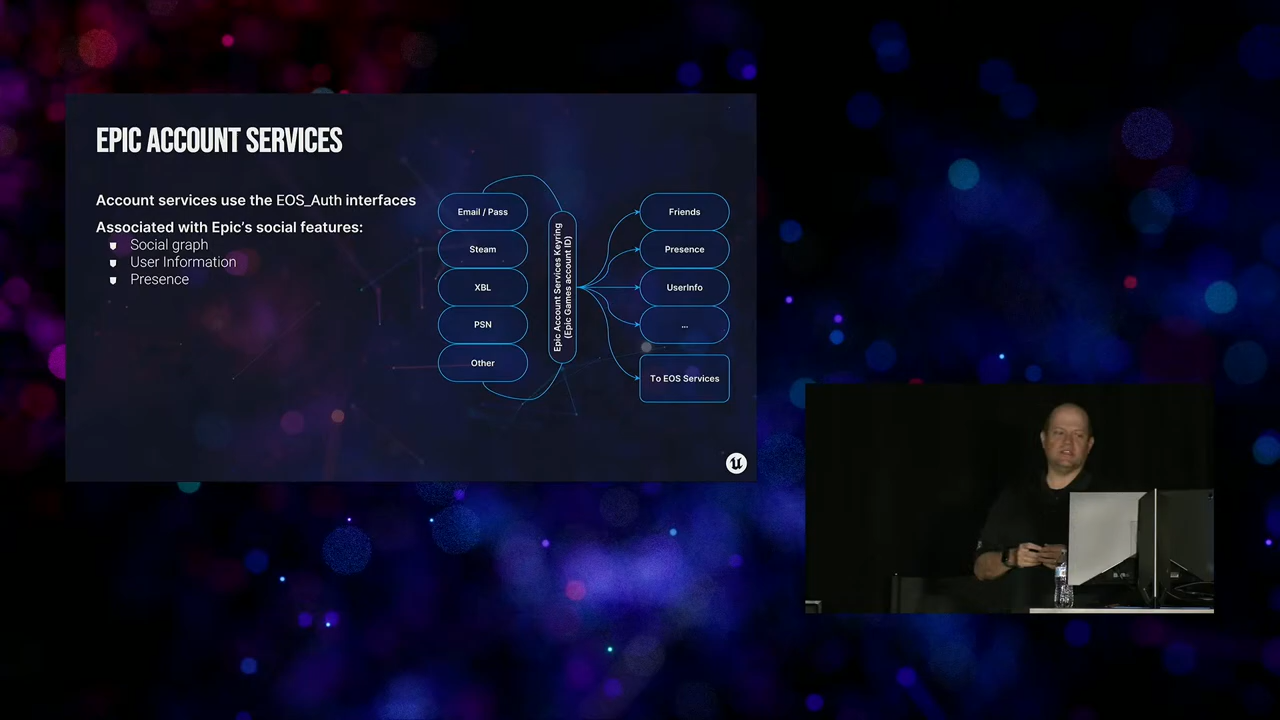 EPIC ACCOUNT SERVICES
Account services use the EOS_Auth interfaces
Associated with Epic's social features:
Social graph
User Information
Presence
Email / Pass
Steam
XBL
PSN
Other
Epic Account Services Keyring
(Epic Games account ID)
Friends
Presence
UserInfo
...
To EOS Services